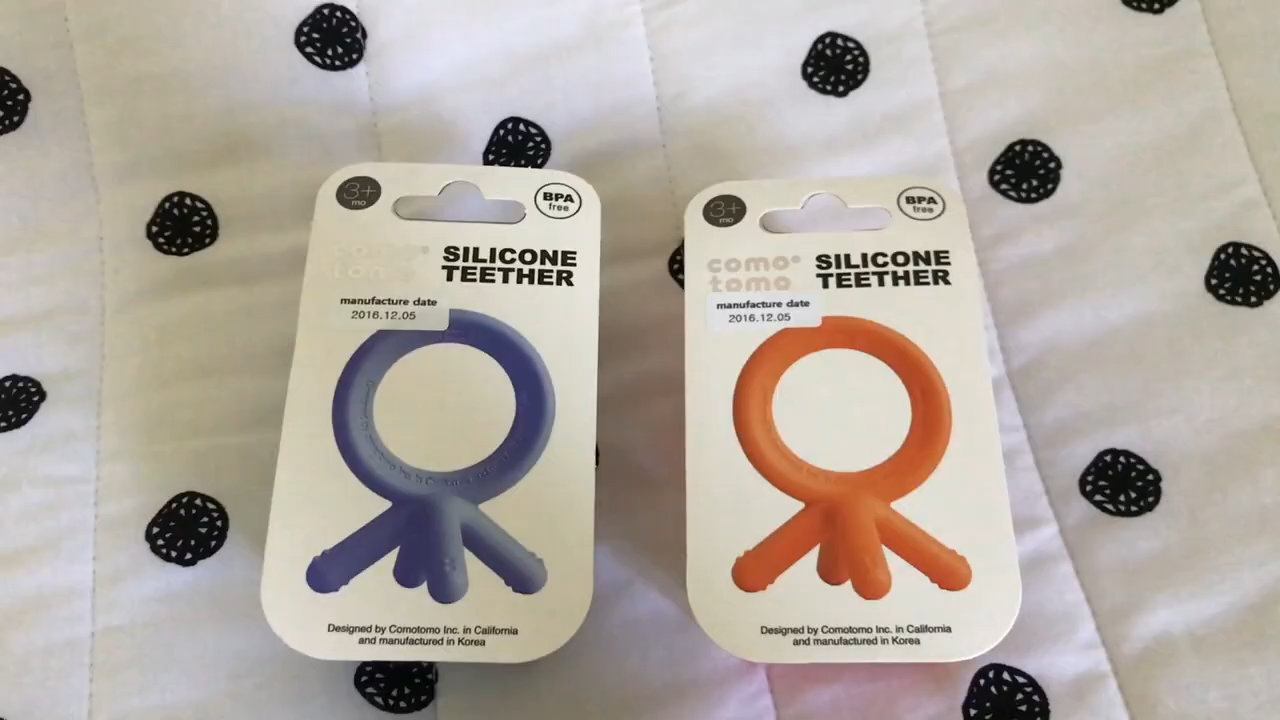 3+
mo
BPA
free
como
tomo
SILICONE
TEETHER
manufacture date
2016.12.05
Designed by Comotomo Inc. in California
and manufactured in Korea
3+
mo
BPA
free
como
tomo
SILICONE
TEETHER
manufacture date
2016.12.05
Designed by Comotomo Inc. in California
and manufactured in Korea